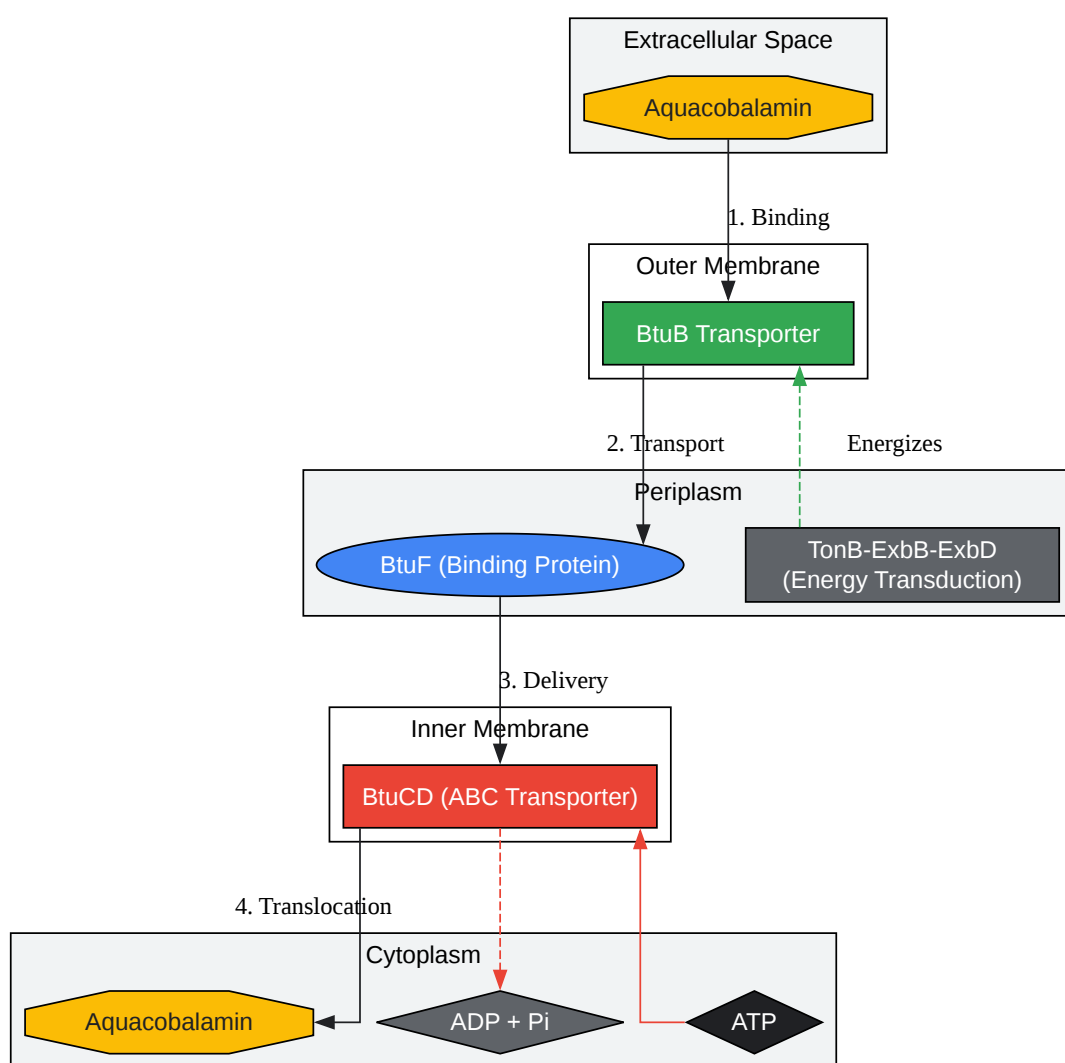 Extracellular Space
Aquacobalamin
1. Binding
Outer Membrane
BtuB Transporter
2. Transport
Energizes
Periplasm
BtuF (Binding Protein)
TonB-ExbB-ExbD
(Energy Transduction)
3. Delivery
Inner Membrane
BtuCD (ABC Transporter)
4. Translocation
Cytoplasm
Aquacobalamin
ADP + Pi
ATP